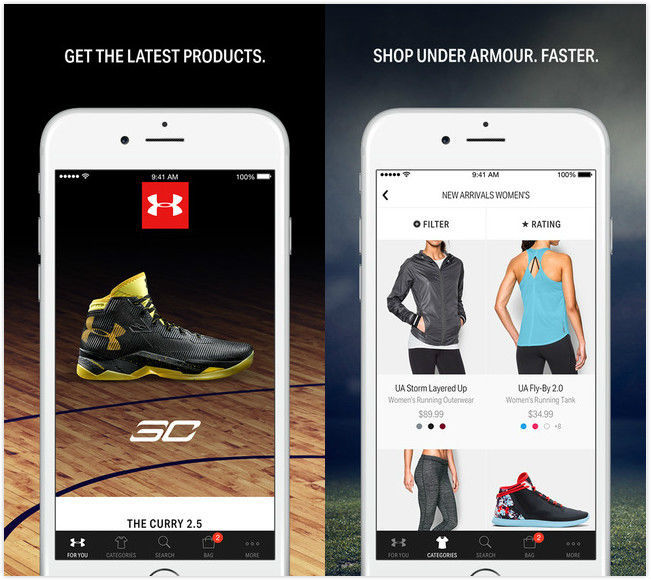 GET THE LATEST PRODUCTS.
9:41 AM
100%
THE CURRY 2.5
FOR YOU
CATEGORIES
SEARCH
2
BAG
MORE
SHOP UNDER ARMOUR. FASTER.
9:41 AM
100%
NEW ARRIVALS WOMEN'S
FILTER
RATING
UA Storm Layered Up
Women's Running Outerwear
$89.99
UA Fly-By 2.0
Women's Running Tank
$34.99
+8
FOR YOU
CATEGORIES
SEARCH
2
BAG
MORE